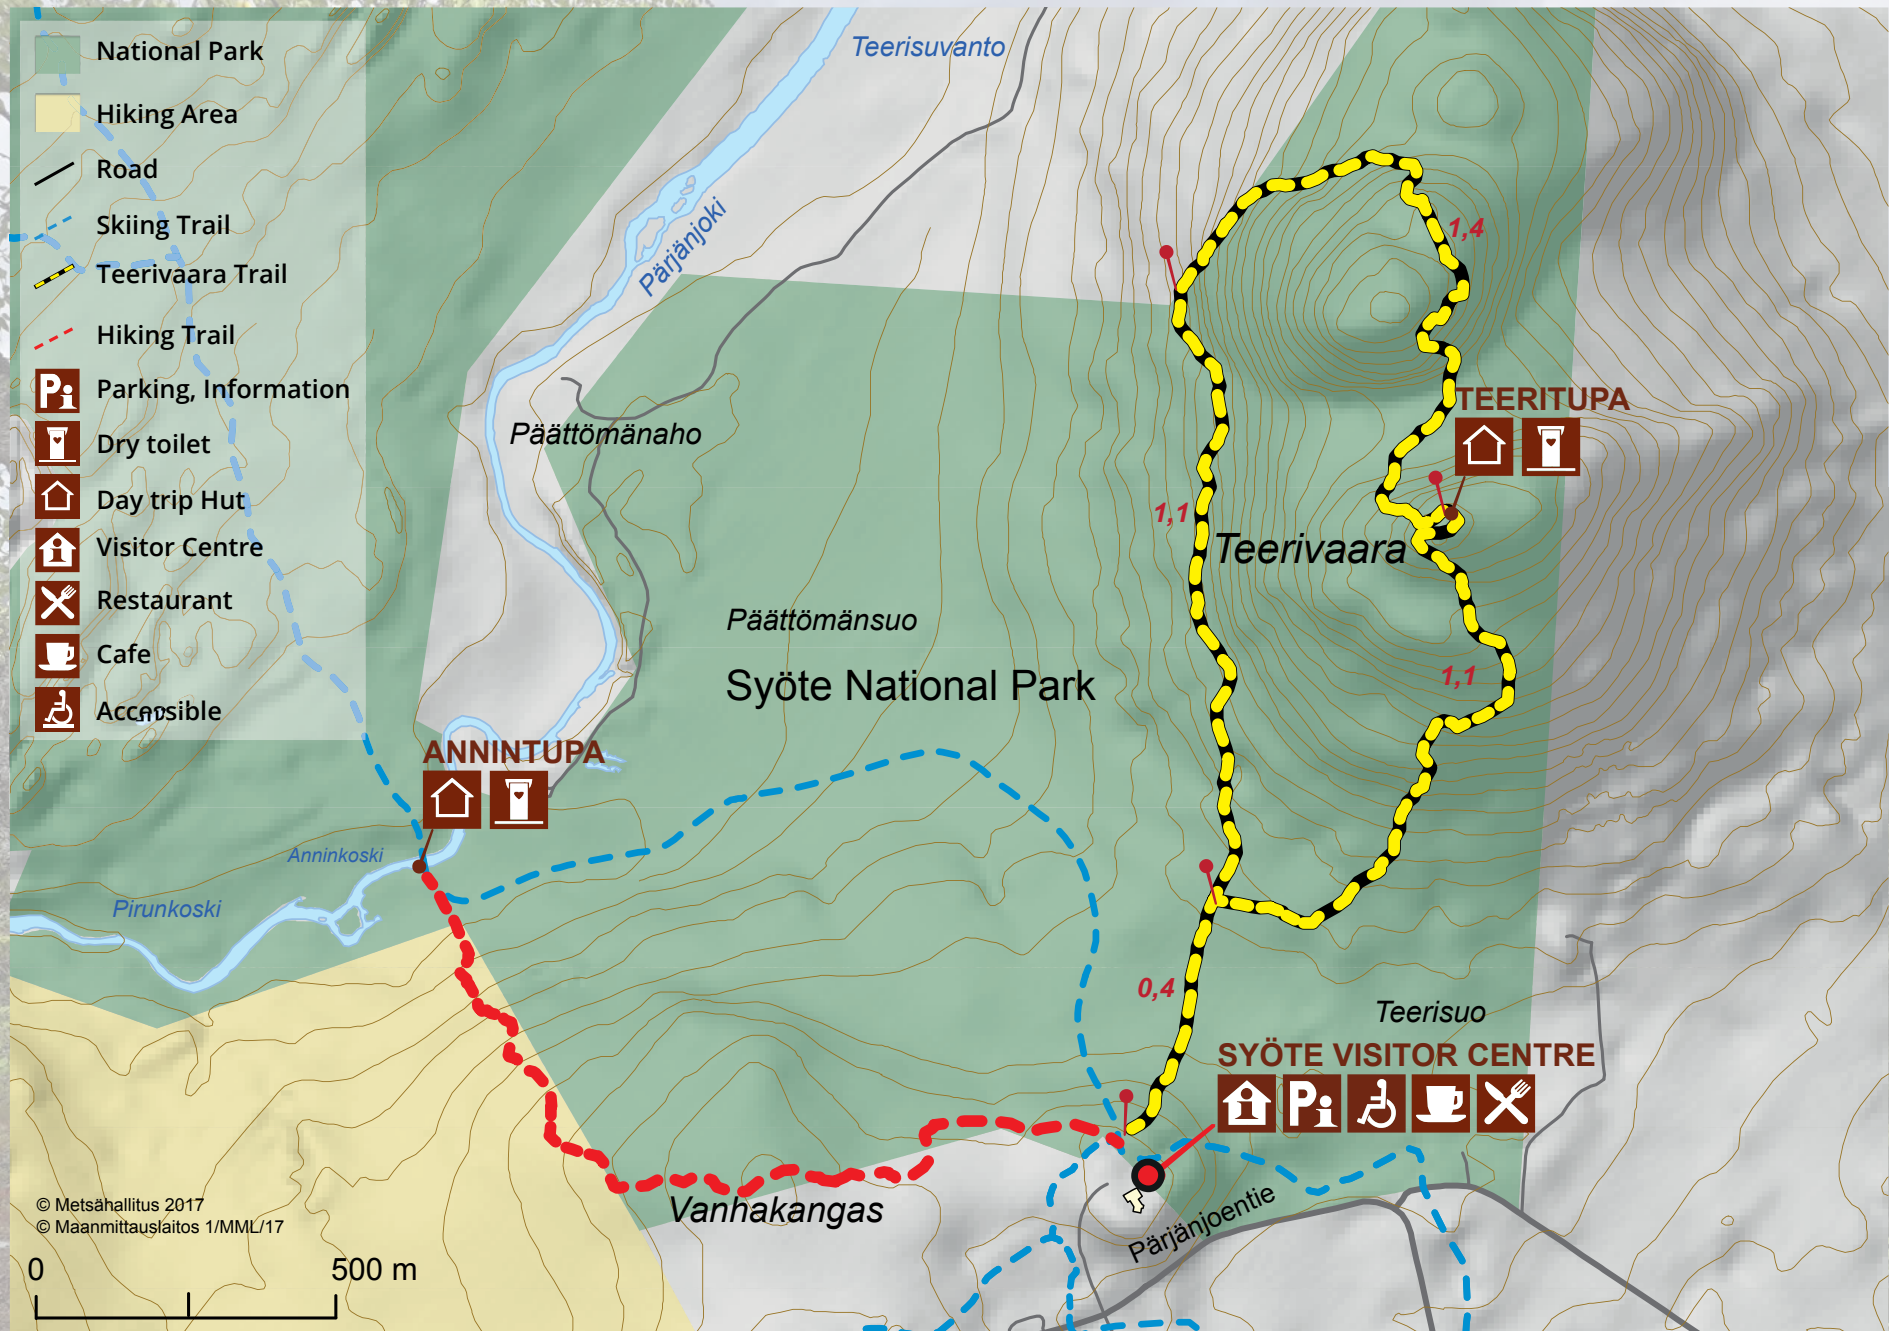 National Park
Hiking Area
Road
Skiing Trail
Teerivaara Trail
Hiking Trail
Parking, Information
Dry toilet
Day trip Hut
Visitor Centre
Restaurant
Cafe
Accessible
Teerisuvanto
Pärjänjoki
1,4
TEERITUPA
Päättömänaho
1,1
Teerivaara
Päättömänsuo
Syöte National Park
1,1
ANNINTUPA
Anninkoski
Pirunkoski
0,4
Teerisuo
SYÖTE VISITOR CENTRE
Pi
Vanhakangas
Pärjänjoentie
© Metsähallitus 2017
© Maanmittauslaitos 1/MML/17
0 500 m